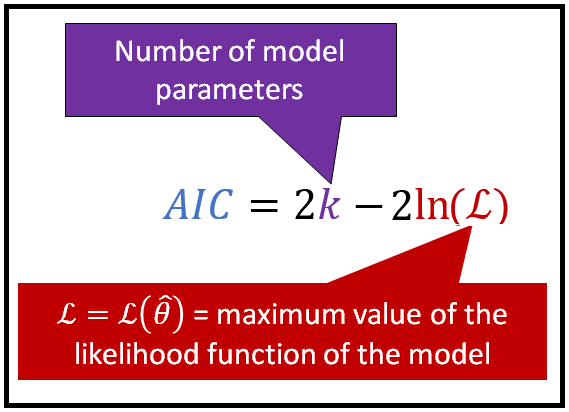 Number of model
parameters
AIC = 2k − 2ln(ℒ)
ℒ = ℒ(θ̂) = maximum value of the
likelihood function of the model